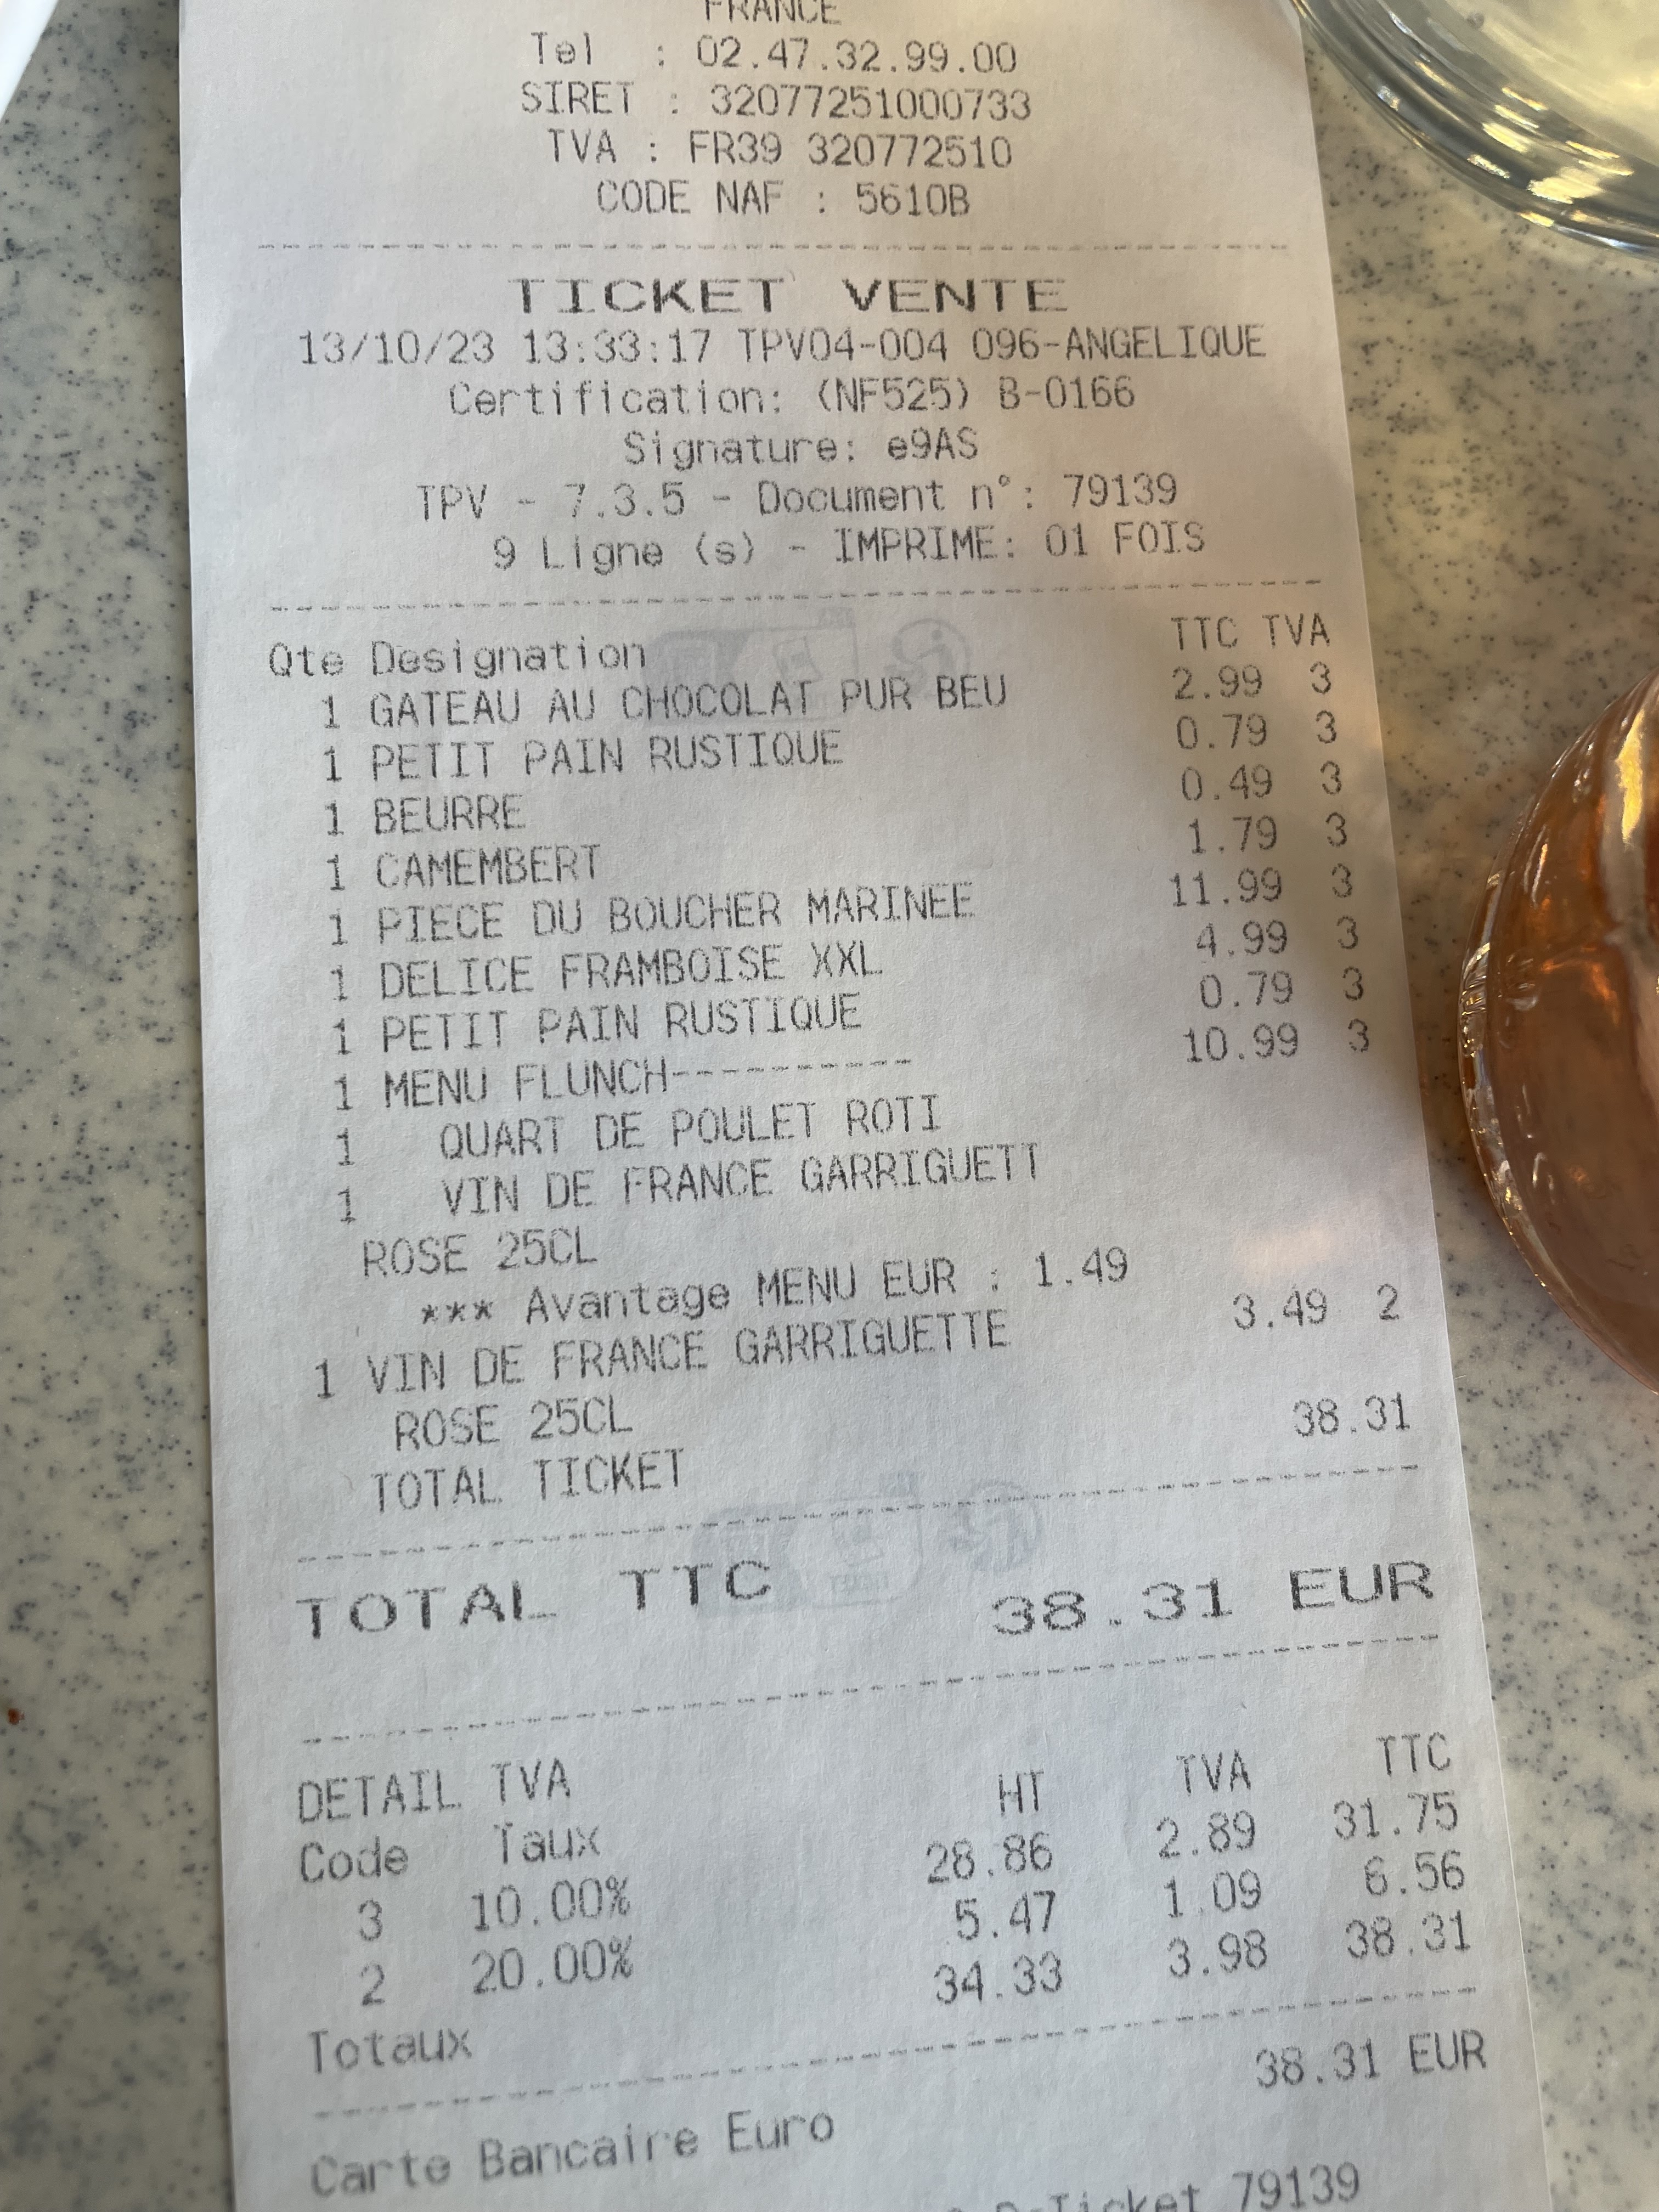 FRANCE
Tel : 02.47.32.99.00
SIRET : 32077251000733
TVA : FR39 320772510
CODE NAF : 5610B
TICKET VENTE
13/10/23 13:33:17 TPV04-004 096-ANGELIQUE
Certification: (NF525) B-0166
Signature: e9AS
TPV - 7.3.5 - Document n°: 79139
9 Ligne (s) - IMPRIME: 01 FOIS
Qte Designation TTC TVA
1 GATEAU AU CHOCOLAT PUR BEU 2.99 3
1 PETIT PAIN RUSTIQUE 0.79 3
1 BEURRE 0.49 3
1 CAMEMBERT 1.79 3
1 PIECE DU BOUCHER MARINEE 11.99 3
1 DELICE FRAMBOISE XXL 4.99 3
1 PETIT PAIN RUSTIQUE 0.79 3
1 MENU FLUNCH---------- 10.99 3
1 QUART DE POULET ROTI
1 VIN DE FRANCE GARRIGUETT
ROSE 25CL
*** Avantage MENU EUR : 1.49
1 VIN DE FRANCE GARRIGUETTE 3.49 2
ROSE 25CL
TOTAL TICKET 38.31
TOTAL TTC 38.31 EUR
DETAIL TVA
Code Taux HT TVA TTC
3 10.00% 28.86 2.89 31.75
2 20.00% 5.47 1.09 6.56
Totaux 34.33 3.98 38.31
Carte Bancaire Euro 38.31 EUR
Ticket 79139